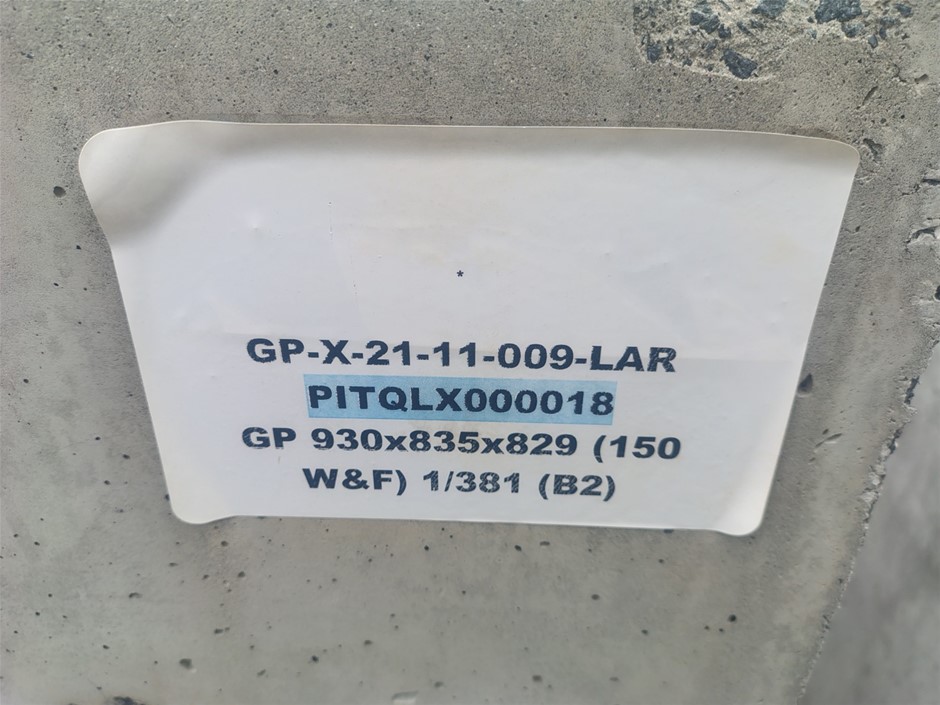 *
GP-X-21-11-009-LAR
PITQLX000018
GP 930x835x829 (150
W&F) 1/381 (B2)